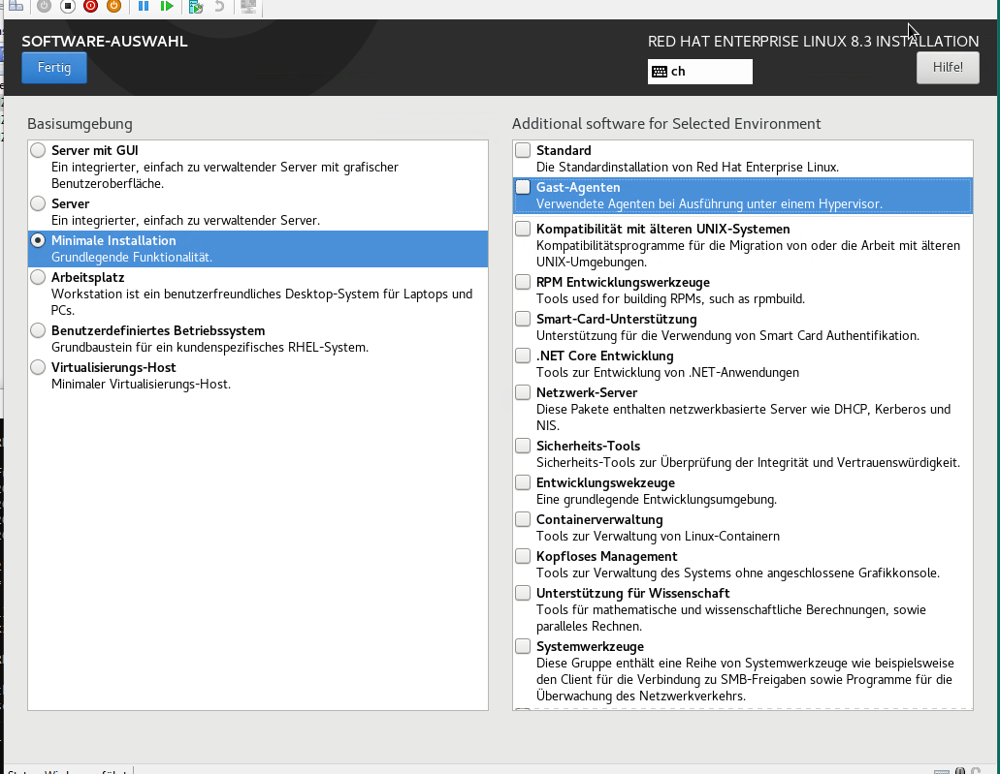 SOFTWARE-AUSWAHL
RED HAT ENTERPRISE LINUX 8.3 INSTALLATION
Fertig
ch
Hilfe!
Basisumgebung
Server mit GUI
Ein integrierter, einfach zu verwaltender Server mit grafischer
Benutzeroberfläche.
Server
Ein integrierter, einfach zu verwaltender Server.
Minimale Installation
Grundlegende Funktionalität.
Arbeitsplatz
Workstation ist ein benutzerfreundliches Desktop-System für Laptops und
PCs.
Benutzerdefiniertes Betriebssystem
Grundbaustein für ein kundenspezifisches RHEL-System.
Virtualisierungs-Host
Minimaler Virtualisierungs-Host.
Additional software for Selected Environment
Standard
Die Standardinstallation von Red Hat Enterprise Linux.
Gast-Agenten
Verwendete Agenten bei Ausführung unter einem Hypervisor.
Kompatibilität mit älteren UNIX-Systemen
Kompatibilitätsprogramme für die Migration von oder die Arbeit mit älteren
UNIX-Umgebungen.
RPM Entwicklungswerkzeuge
Tools used for building RPMs, such as rpmbuild.
Smart-Card-Unterstützung
Unterstützung für die Verwendung von Smart Card Authentifikation.
.NET Core Entwicklung
Tools zur Entwicklung von .NET-Anwendungen
Netzwerk-Server
Diese Pakete enthalten netzwerkbasierte Server wie DHCP, Kerberos und
NIS.
Sicherheits-Tools
Sicherheits-Tools zur Überprüfung der Integrität und Vertrauenswürdigkeit.
Entwicklungswekzeuge
Eine grundlegende Entwicklungsumgebung.
Containerverwaltung
Tools zur Verwaltung von Linux-Containern
Kopfloses Management
Tools zur Verwaltung des Systems ohne angeschlossene Grafikkonsole.
Unterstützung für Wissenschaft
Tools für mathematische und wissenschaftliche Berechnungen, sowie
paralleles Rechnen.
Systemwerkzeuge
Diese Gruppe enthält eine Reihe von Systemwerkzeuge wie beispielsweise
den Client für die Verbindung zu SMB-Freigaben sowie Programme für die
Überwachung des Netzwerkverkehrs.